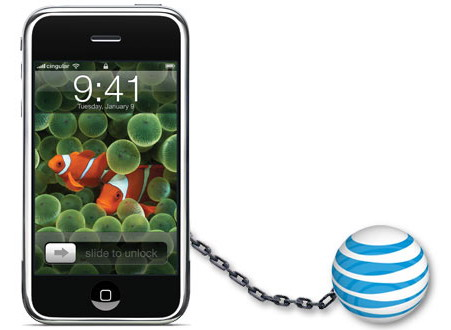 cingular
9:41
Tuesday, January 9
slide to unlock